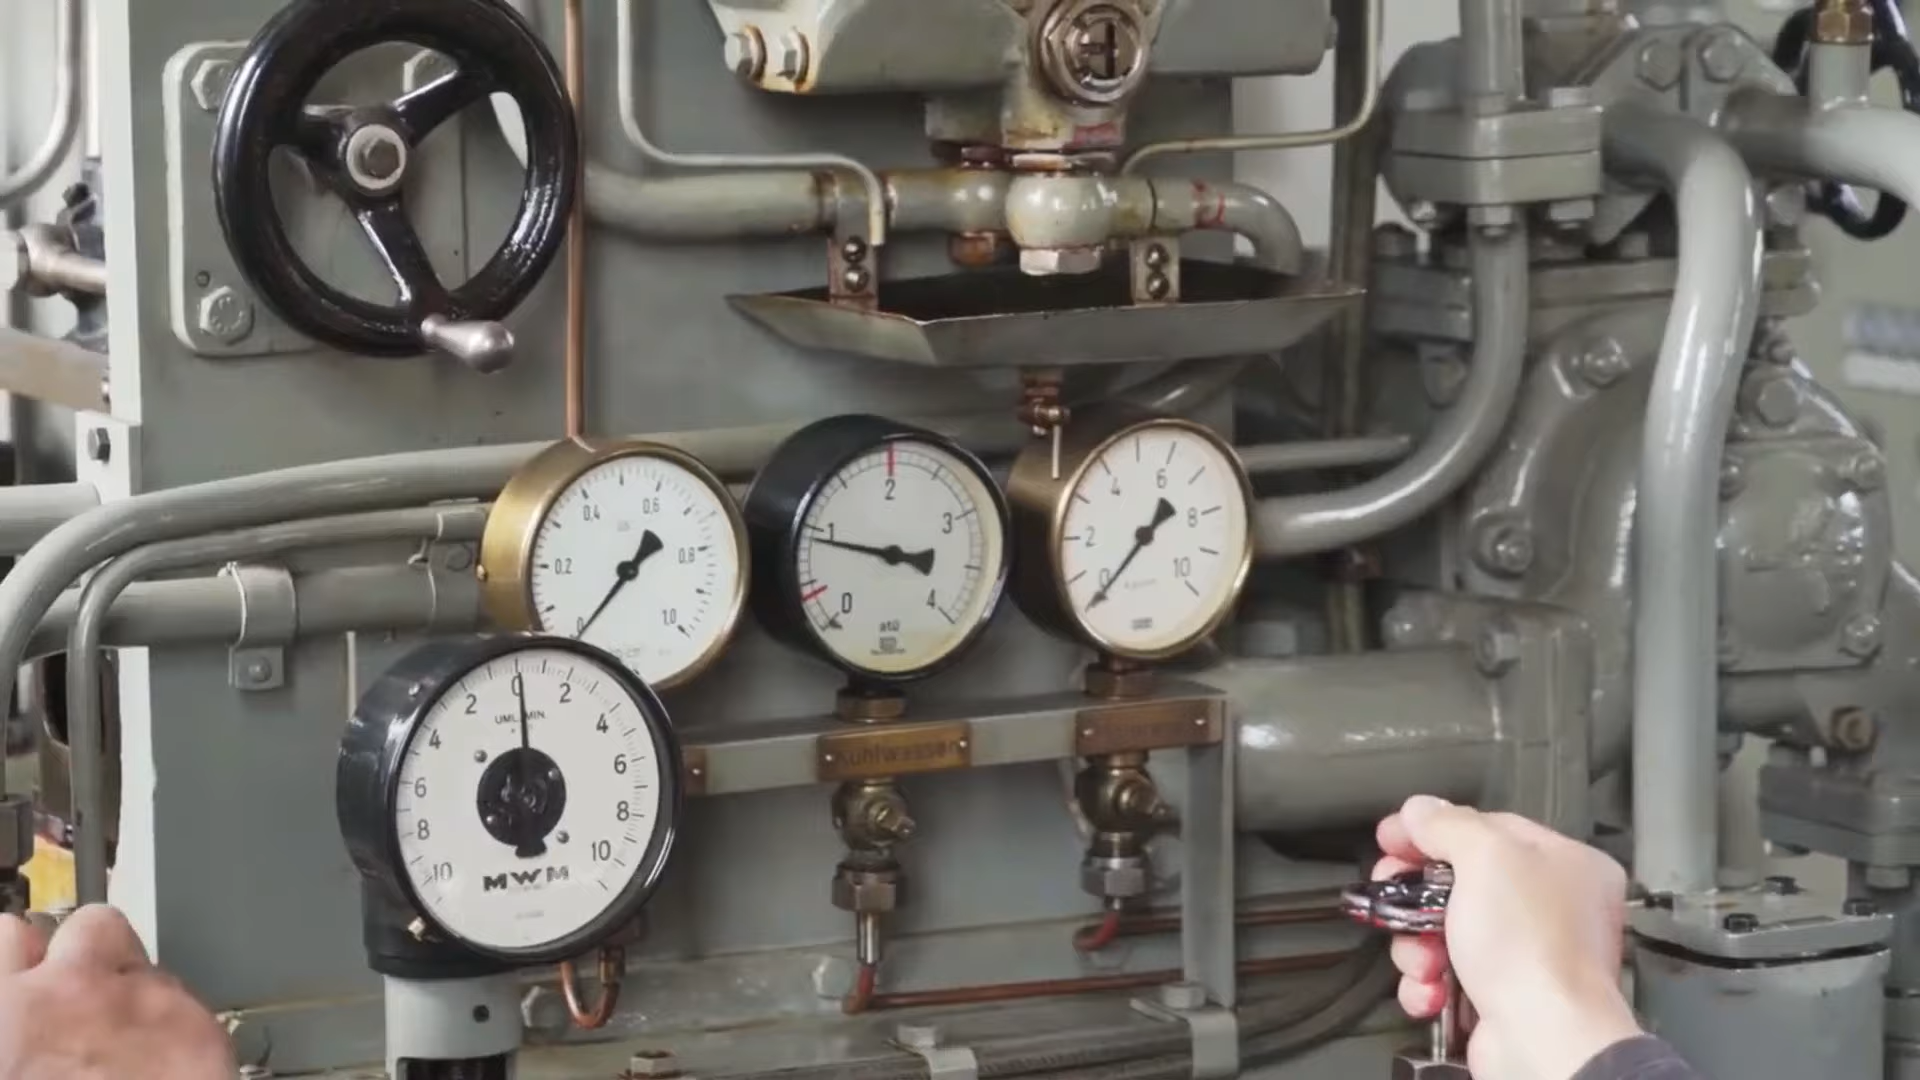 0 0,2 0,4 0,6 0,8 1,0
0 1 2 3 4
atü
0 2 4 6 8 10
10 8 6 4 2 0 2 4 6 8 10
UML. MIN.
MWM
Kühlwasser